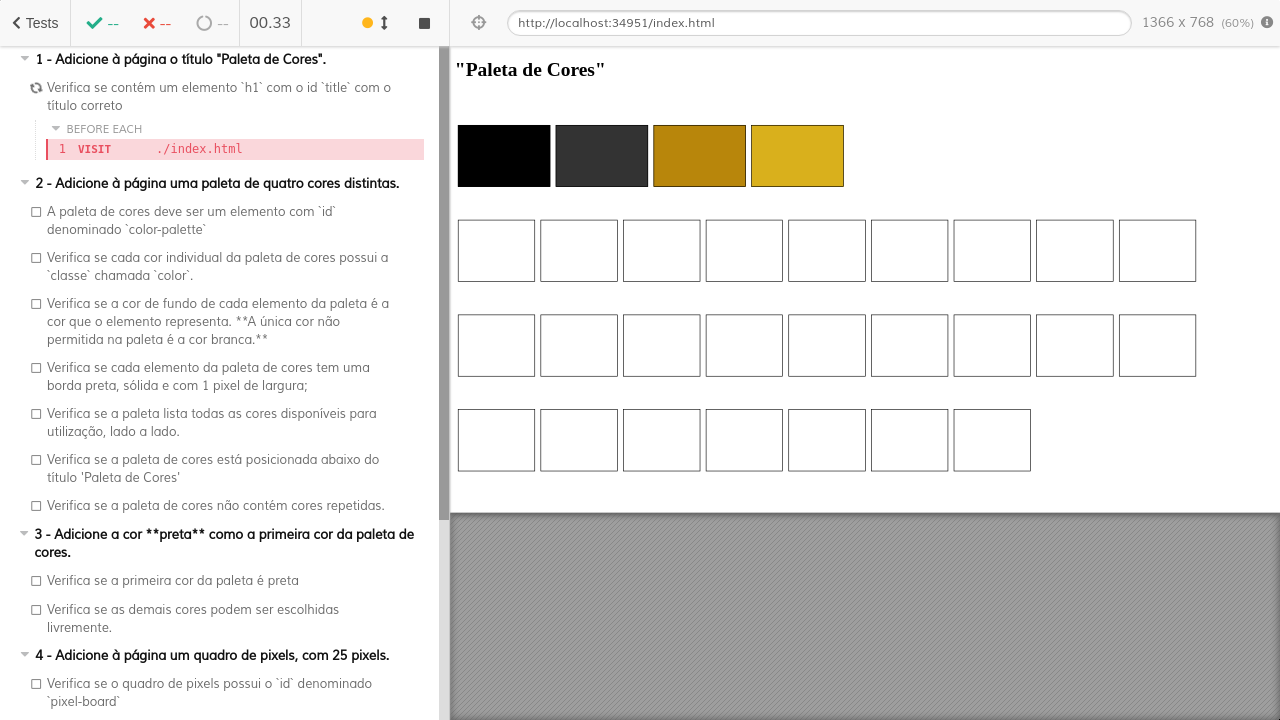 Tests
--
--
--
00.33
http://localhost:34951/index.html
1366 x 768 (60%)
1 - Adicione à página o título "Paleta de Cores".
Verifica se contém um elemento `h1` com o id `title` com o
título correto
BEFORE EACH
1 VISIT ./index.html
2 - Adicione à página uma paleta de quatro cores distintas.
A paleta de cores deve ser um elemento com `id`
denominado `color-palette`
Verifica se cada cor individual da paleta de cores possui a
`classe` chamada `color`.
Verifica se a cor de fundo de cada elemento da paleta é a
cor que o elemento representa. **A única cor não
permitida na paleta é a cor branca.**
Verifica se cada elemento da paleta de cores tem uma
borda preta, sólida e com 1 pixel de largura;
Verifica se a paleta lista todas as cores disponíveis para
utilização, lado a lado.
Verifica se a paleta de cores está posicionada abaixo do
título 'Paleta de Cores'
Verifica se a paleta de cores não contém cores repetidas.
3 - Adicione a cor **preta** como a primeira cor da paleta de
cores.
Verifica se a primeira cor da paleta é preta
Verifica se as demais cores podem ser escolhidas
livremente.
4 - Adicione à página um quadro de pixels, com 25 pixels.
Verifica se o quadro de pixels possui o `id` denominado
`pixel-board`
"Paleta de Cores"